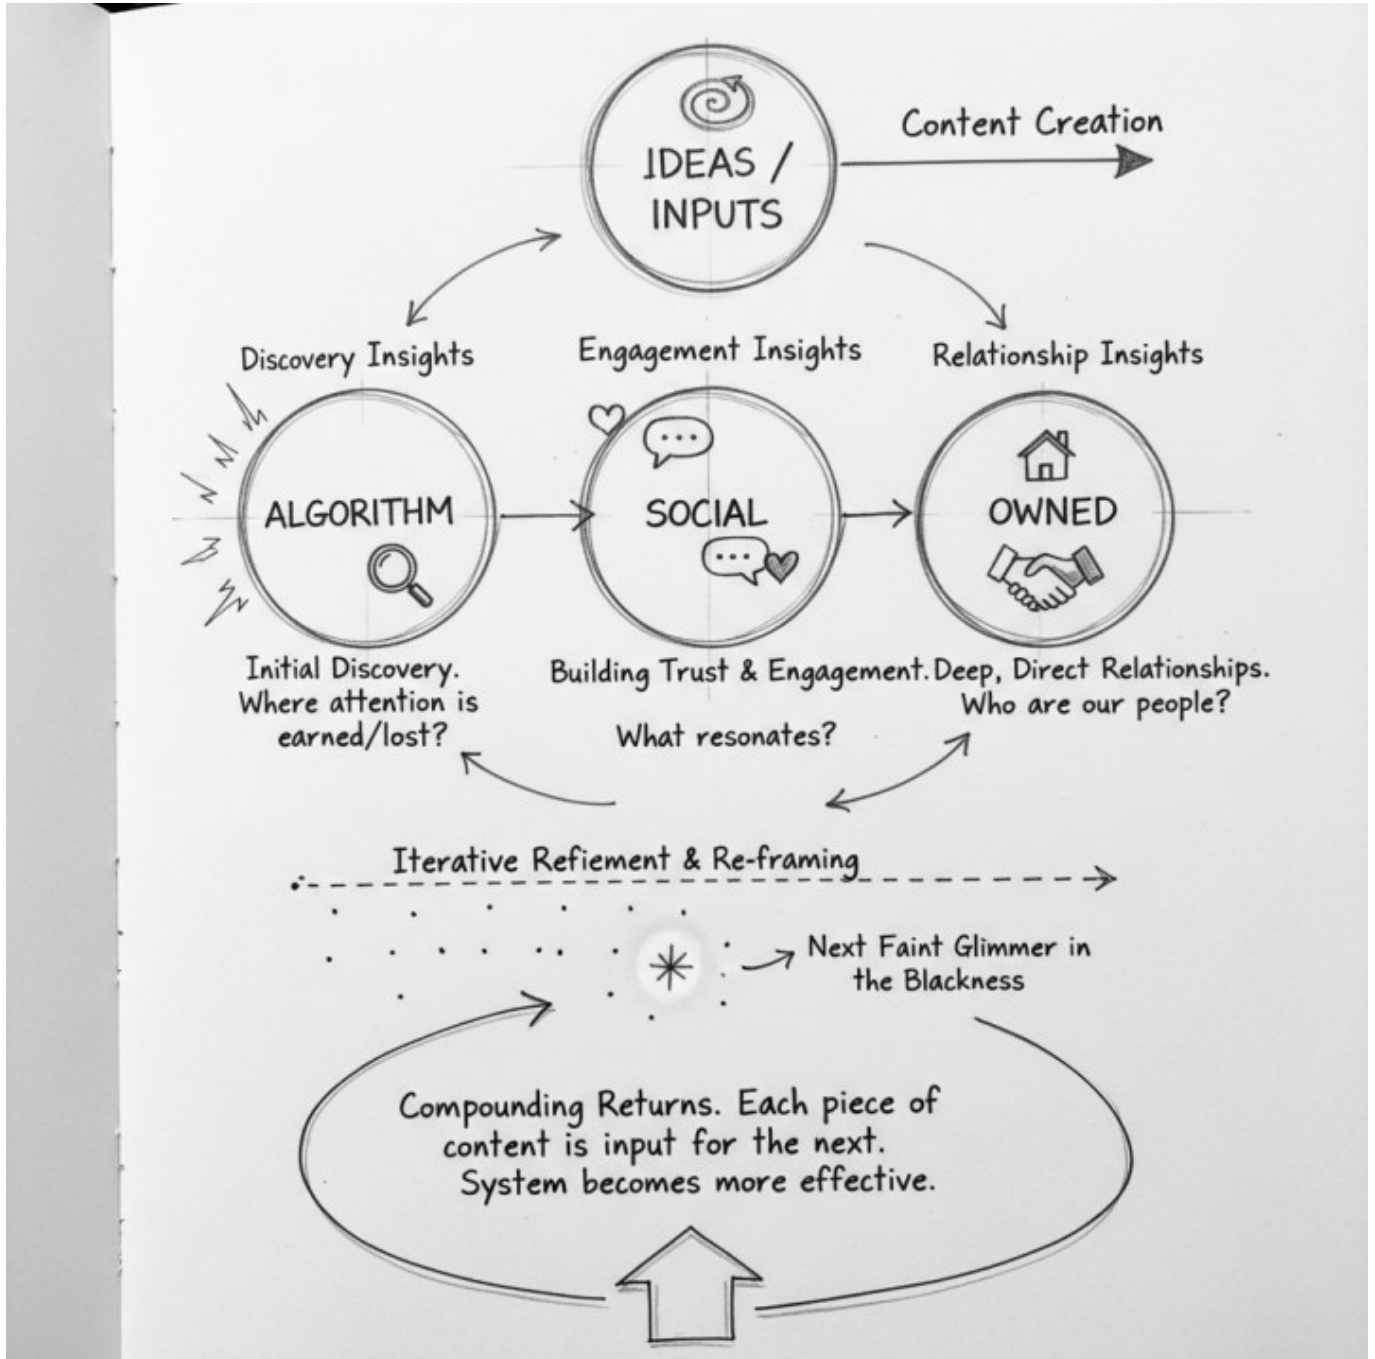 IDEAS /
INPUTS
Content Creation
Discovery Insights
Engagement Insights
Relationship Insights
ALGORITHM
SOCIAL
OWNED
Initial Discovery.
Where attention is
earned/lost?
Building Trust & Engagement.
What resonates?
Deep, Direct Relationships.
Who are our people?
Iterative Refiement & Re-framing
Next Faint Glimmer in
the Blackness
Compounding Returns. Each piece of
content is input for the next.
System becomes more effective.